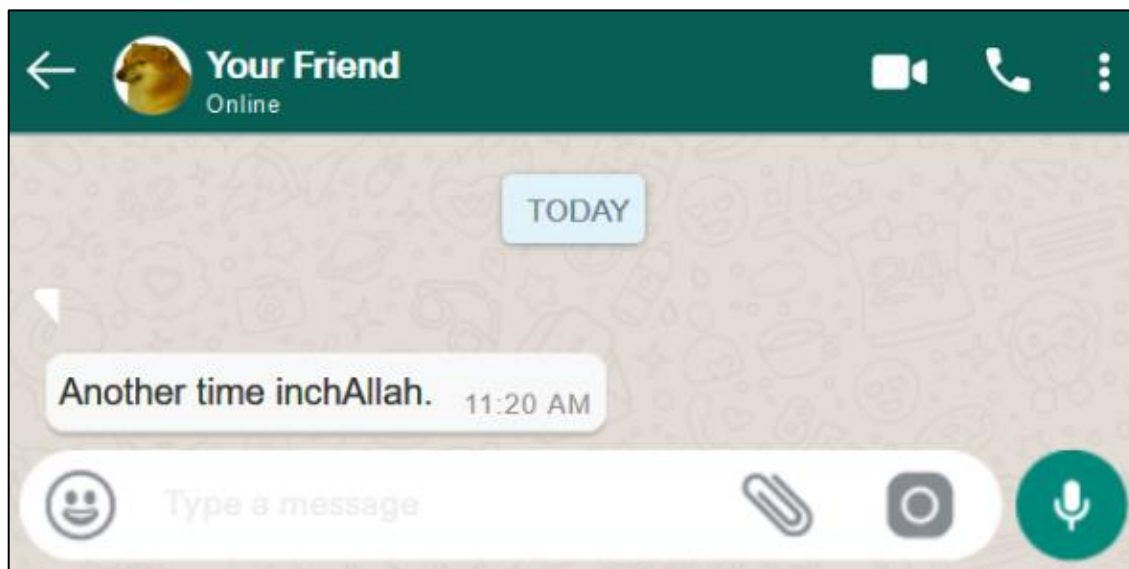 Your Friend
Online
TODAY
Another time inchAllah. 11:20 AM
Type a message